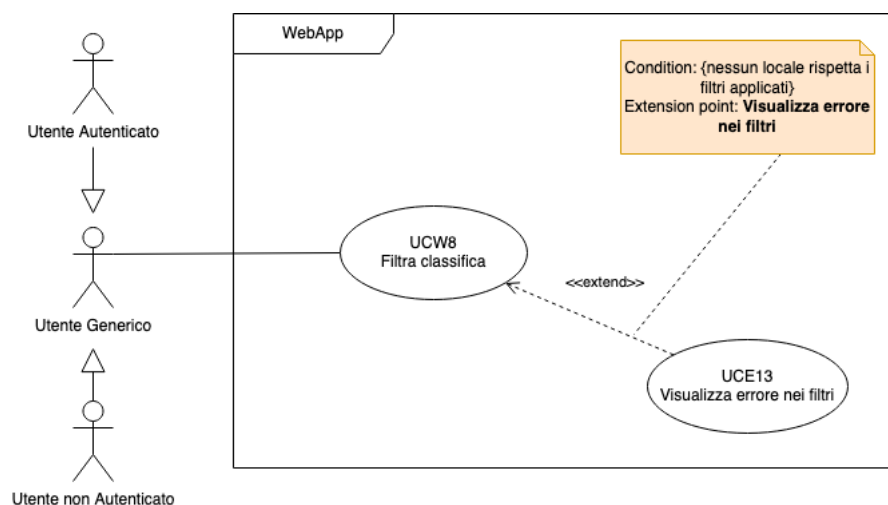 WebApp
Utente Autenticato
Condition: {nessun locale rispetta i
filtri applicati}
Extension point: Visualizza errore
nei filtri
Utente Generico
UCW8
Filtra classifica
<<extend>>
UCE13
Visualizza errore nei filtri
Utente non Autenticato